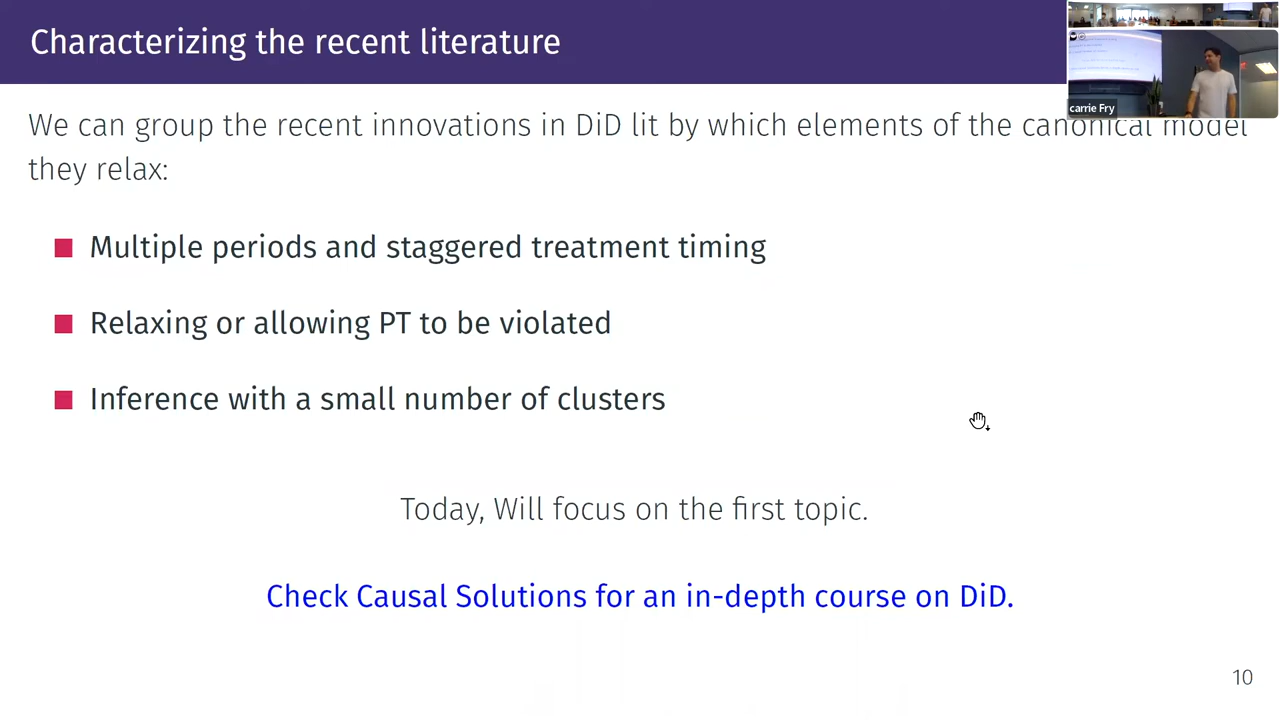 Characterizing the recent literature
carrie Fry
We can group the recent innovations in DiD lit by which elements of the canonical model
they relax:
Multiple periods and staggered treatment timing
Relaxing or allowing PT to be violated
Inference with a small number of clusters
Today, Will focus on the first topic.
Check Causal Solutions for an in-depth course on DiD.
10